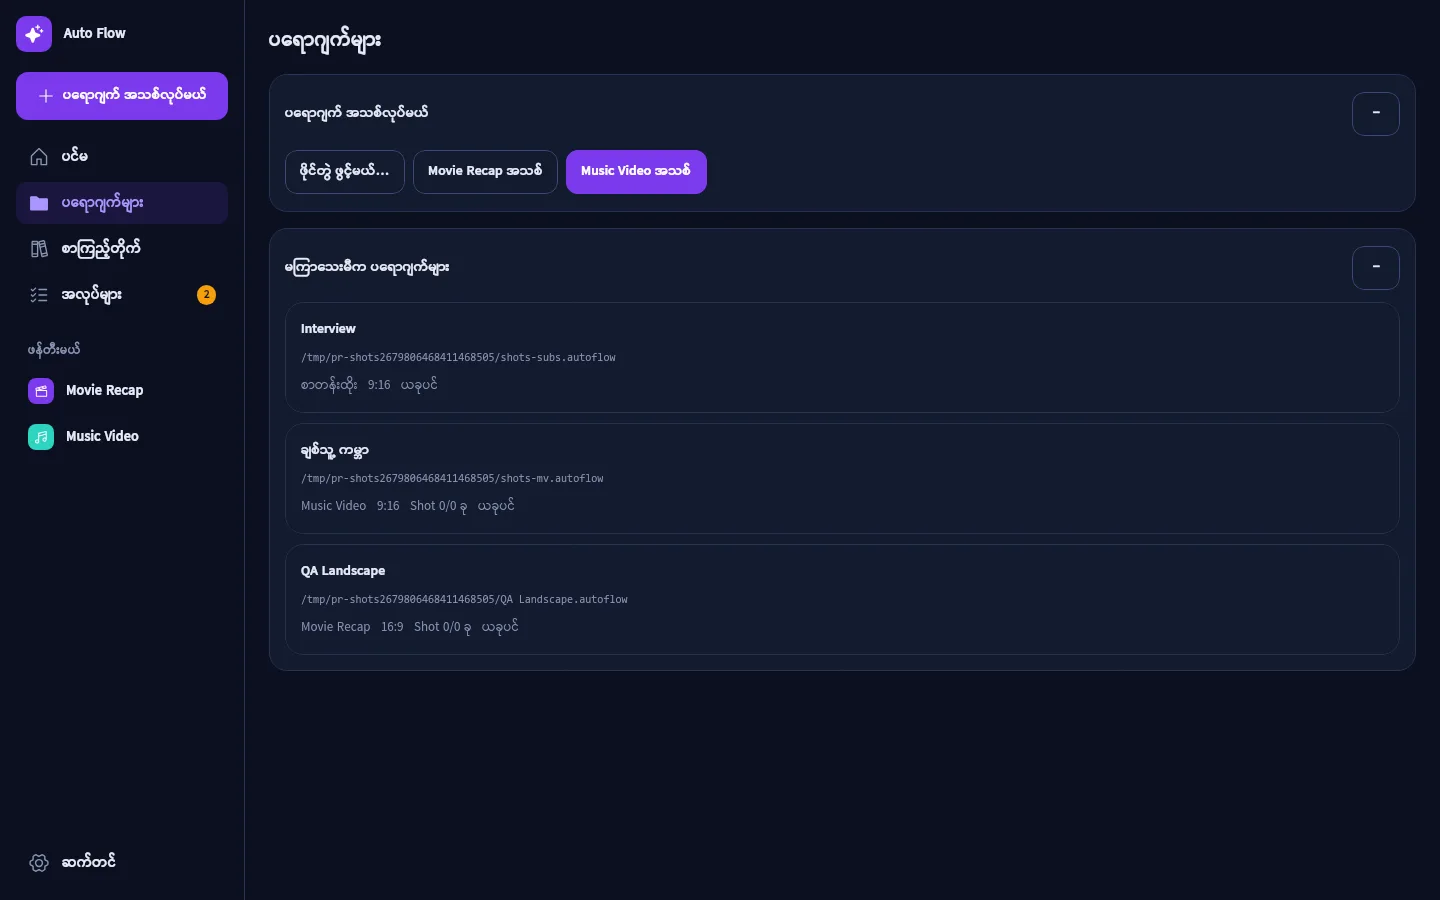 Auto Flow
ပရောဂျက် အသစ်လုပ်မယ်
ပင်မ
ပရောဂျက်များ
စာကြည့်တိုက်
အလုပ်များ
2
ဖန်တီးမယ်
Movie Recap
Music Video
ဆက်တင်
ပရောဂျက်များ
ပရောဂျက် အသစ်လုပ်မယ်
–
ဖိုင်တွဲ ဖွင့်မယ်...
Movie Recap အသစ်
Music Video အသစ်
မကြာသေးမီက ပရောဂျက်များ
–
Interview
/tmp/pr-shots2679806468411468505/shots-subs.autoflow
စာတန်းထိုး 9:16 ယခုပင်
ချစ်သူ့ ကမ္ဘာ
/tmp/pr-shots2679806468411468505/shots-mv.autoflow
Music Video 9:16 Shot 0/0 ခု ယခုပင်
QA Landscape
/tmp/pr-shots2679806468411468505/QA Landscape.autoflow
Movie Recap 16:9 Shot 0/0 ခု ယခုပင်